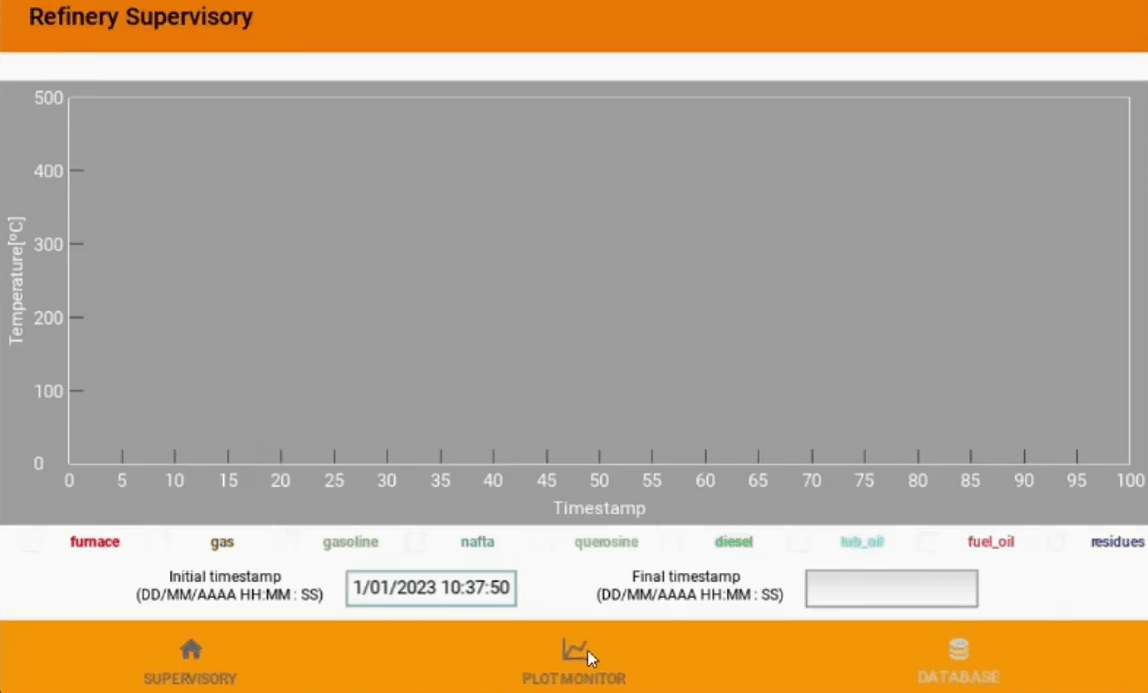 Refinery Supervisory
500
400
300
200
100
0
Temperature[ºC]
0 5 10 15 20 25 30 35 40 45 50 55 60 65 70 75 80 85 90 95 100
Timestamp
furnace gas gasoline nafta querosine diesel lub_oil fuel_oil residues
Initial timestamp
(DD/MM/AAAA HH:MM : SS)
1/01/2023 10:37:50
Final timestamp
(DD/MM/AAAA HH:MM : SS)
SUPERVISORY PLOT MONITOR DATABASE